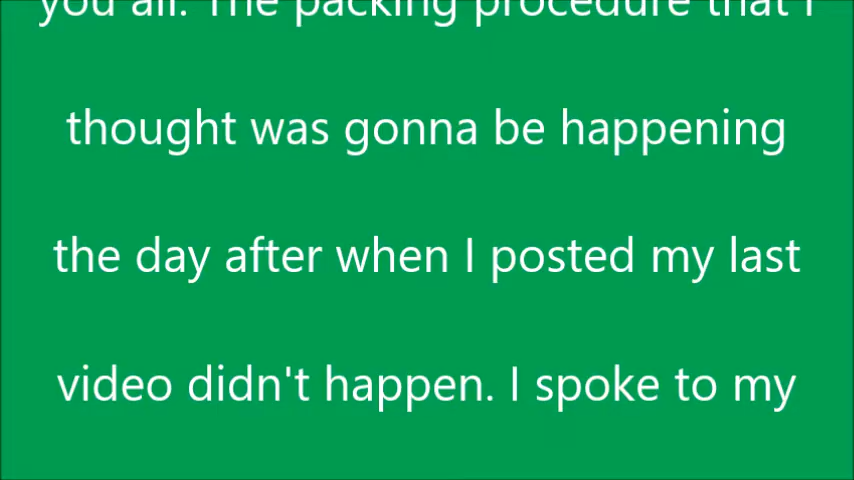 you all. The packing procedure that I
thought was gonna be happening
the day after when I posted my last
video didn't happen. I spoke to my